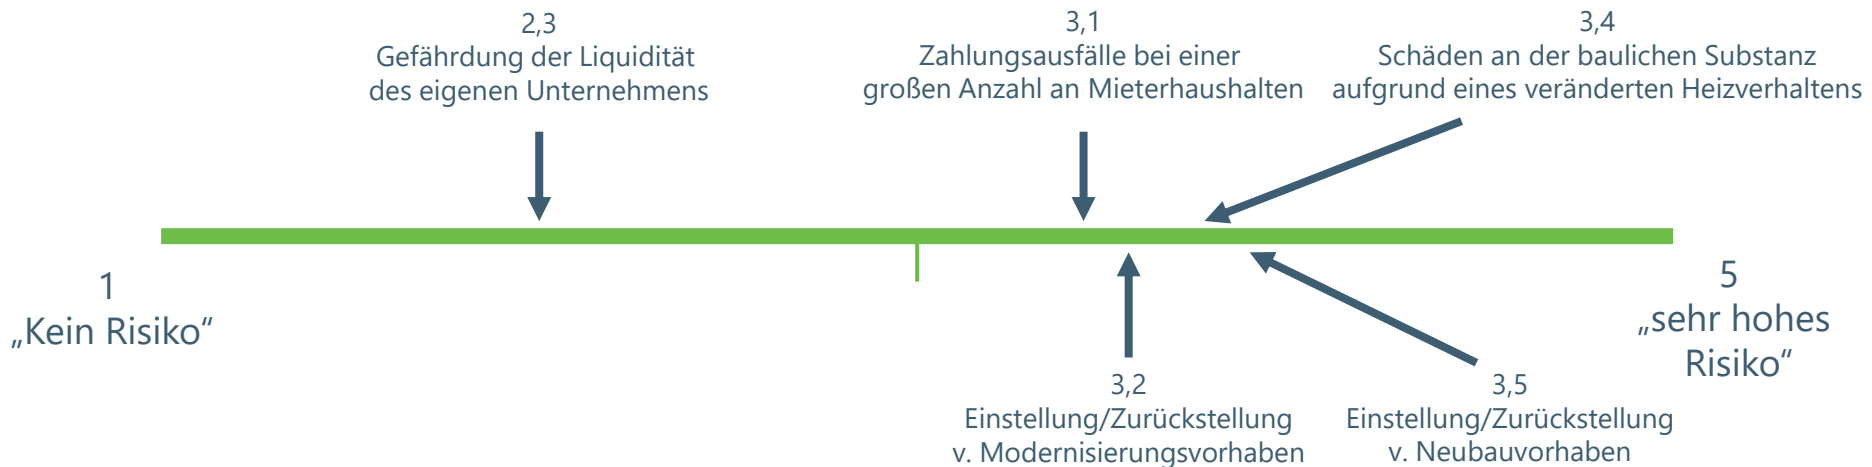 2,3
Gefährdung der Liquidität
des eigenen Unternehmens
3,1
Zahlungsausfälle bei einer
großen Anzahl an Mieterhaushalten
3,4
Schäden an der baulichen Substanz
aufgrund eines veränderten Heizverhaltens
1
„Kein Risiko“
5
„sehr hohes
Risiko“
3,2
Einstellung/Zurückstellung
v. Modernisierungsvorhaben
3,5
Einstellung/Zurückstellung
v. Neubauvorhaben